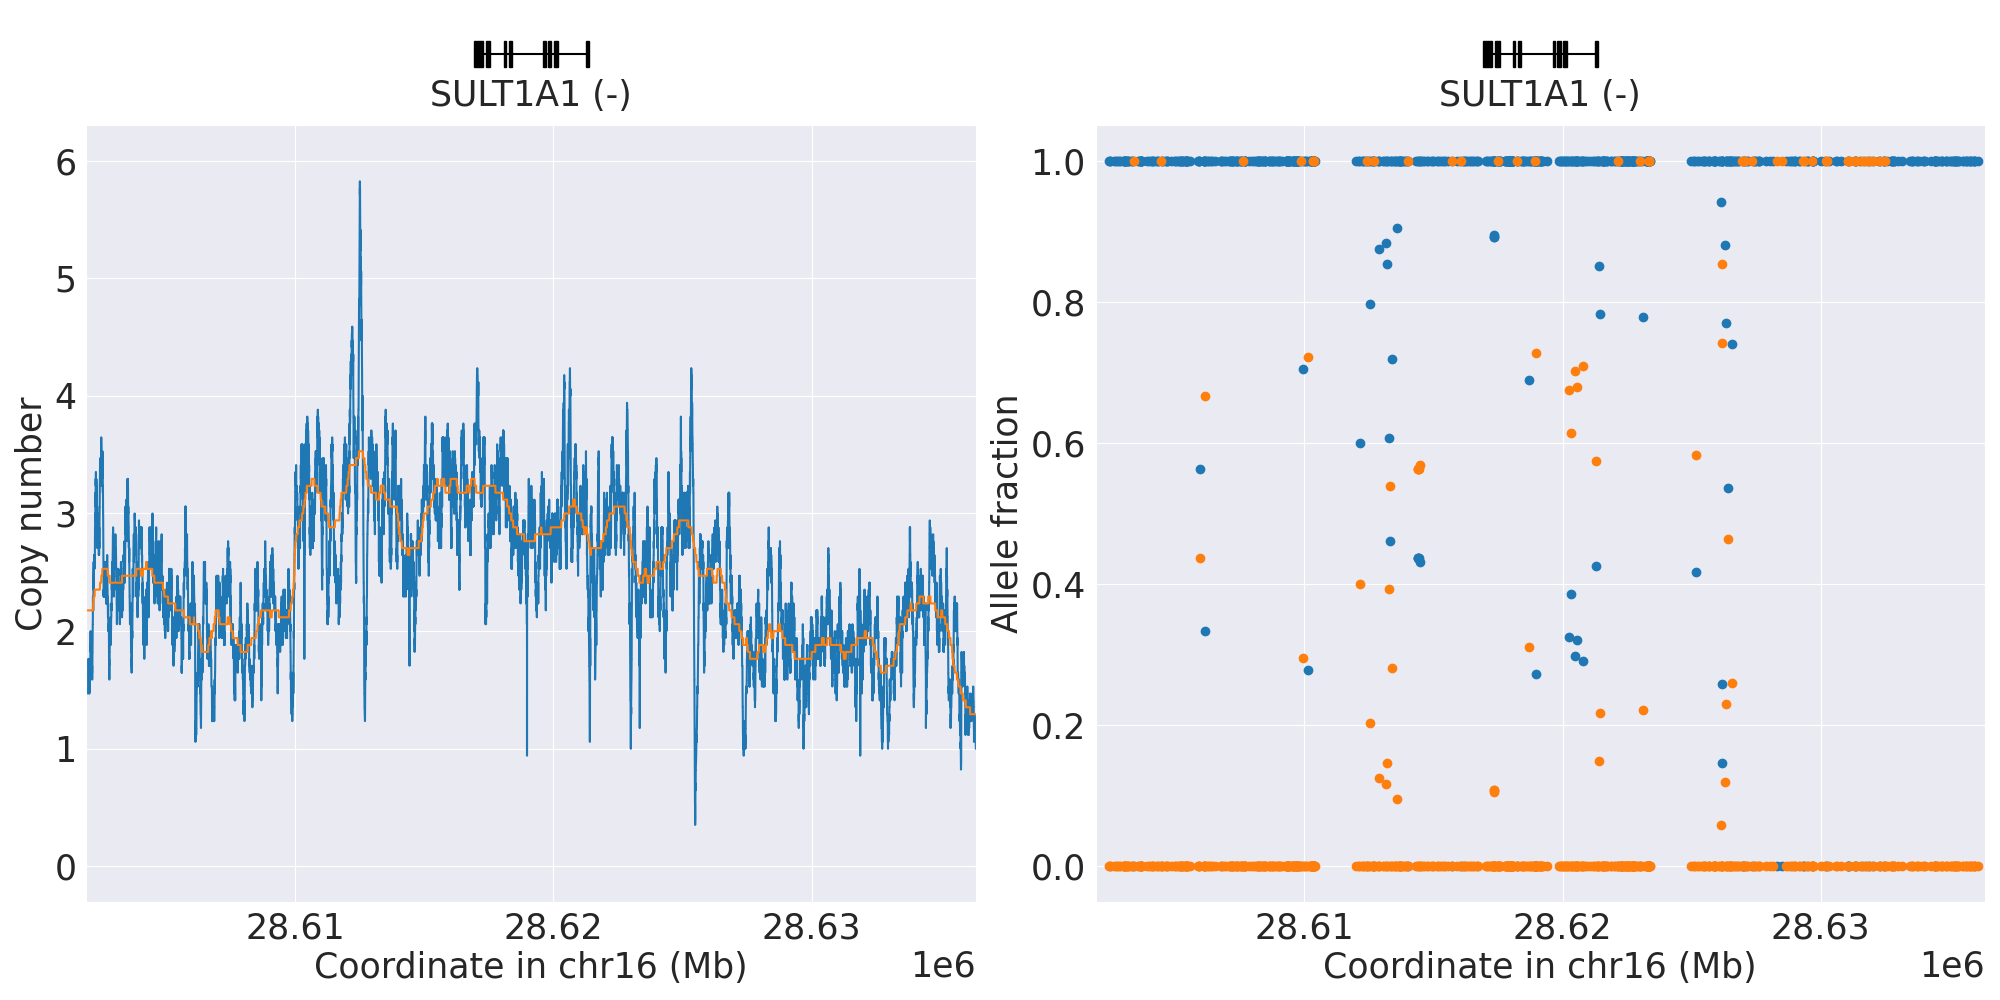 SULT1A1 (-)
6
5
4
3
2
1
0
Copy number
28.61
28.62
28.63
Coordinate in chr16 (Mb)
1e6
SULT1A1 (-)
1.0
0.8
0.6
0.4
0.2
0.0
Allele fraction
28.61
28.62
28.63
Coordinate in chr16 (Mb)
1e6